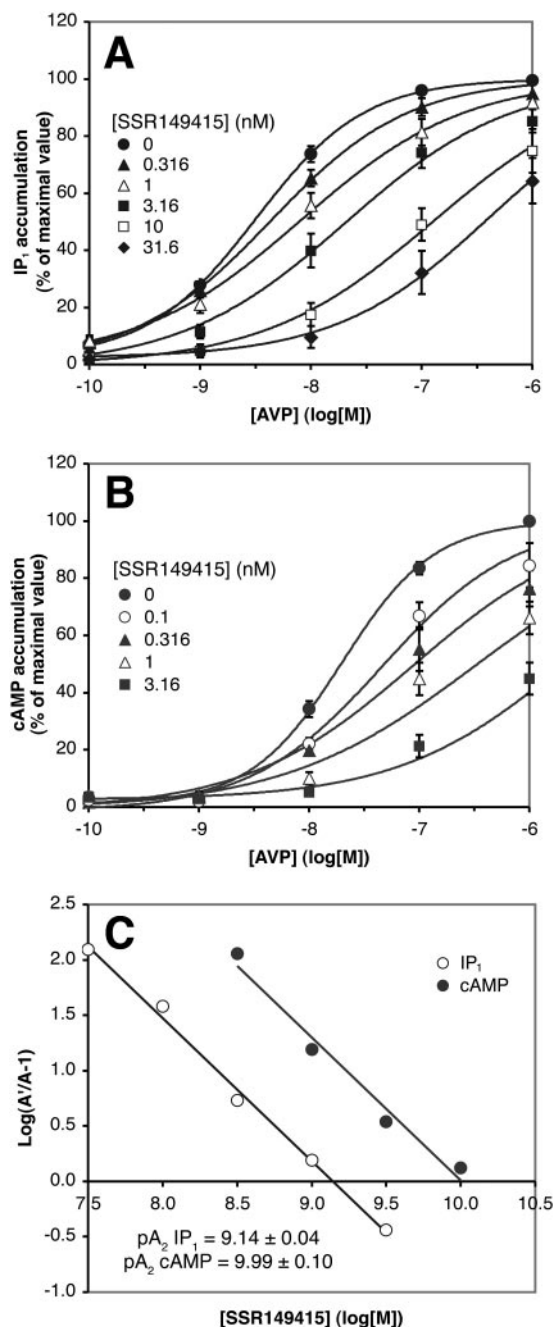 A
120
100
80
60
40
20
0
IP₁ accumulation
(% of maximal value)
[SSR149415] (nM)
0
0.316
1
3.16
10
31.6
-10
-9
-8
-7
-6
[AVP] (log[M])
B
120
100
80
60
40
20
0
cAMP accumulation
(% of maximal value)
[SSR149415] (nM)
0
0.1
0.316
1
3.16
-10
-9
-8
-7
-6
[AVP] (log[M])
C
2.5
2.0
1.5
1.0
0.5
0.0
-0.5
-1.0
Log(A'/A-1)
IP₁
cAMP
7.5
8.0
8.5
9.0
9.5
10.0
10.5
pA₂ IP₁ = 9.14 ± 0.04
pA₂ cAMP = 9.99 ± 0.10
[SSR149415] (log[M])